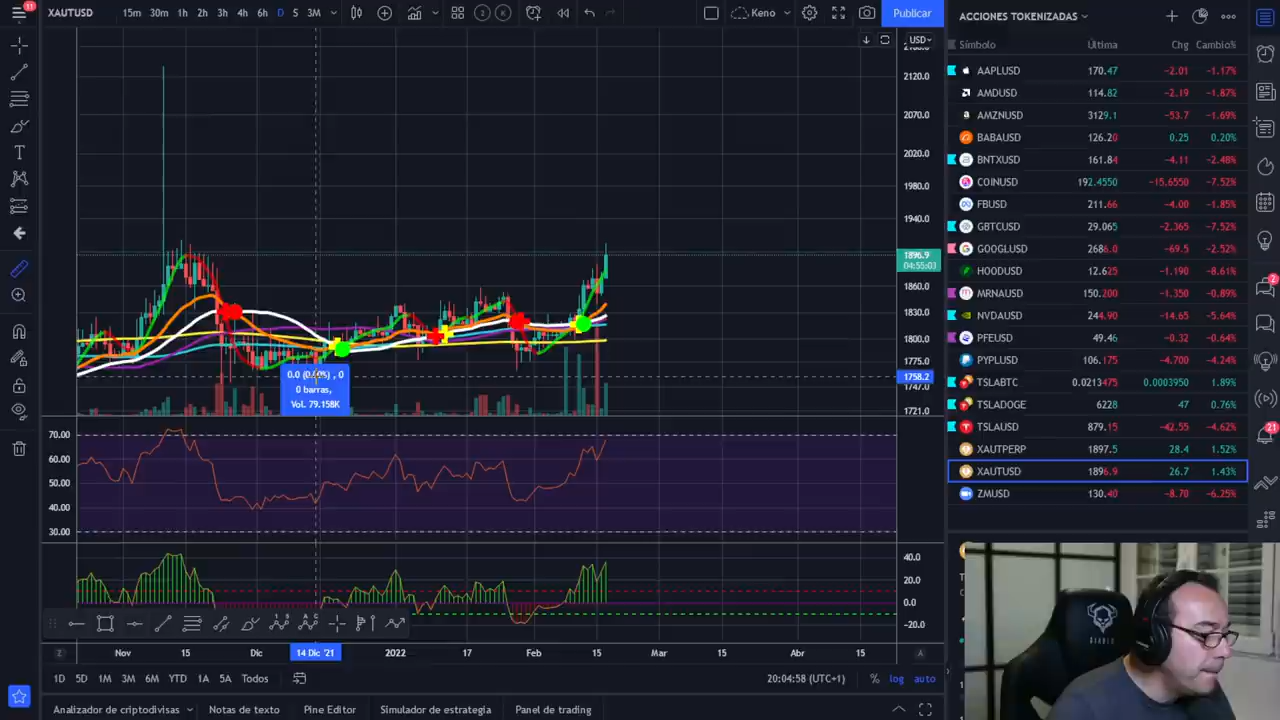 11
XAUTUSD 15m 30m 1h 2h 3h 4h 6h D S 3M 2 K Keno Publicar
USD
2120.0
2070.0
2020.0
1980.0
1940.0
1896.9
04:55:03
1860.0
1830.0
1800.0
1775.0
1758.2
1747.0
1721.0
0.0 (0.0%) , 0
0 barras,
Vol. 79.158K
70.00
60.00
50.00
40.00
30.00
40.0
20.0
0.0
-20.0
Z Nov 15 Dic 14 Dic '21 2022 17 Feb 15 Mar 15 Abr 15 A
1D 5D 1M 3M 6M YTD 1A 5A Todos 20:04:58 (UTC+1) % log auto
Analizador de criptodivisas Notas de texto Pine Editor Simulador de estrategia Panel de trading
ACCIONES TOKENIZADAS
Símbolo Última Chg Cambio%
AAPLUSD 170.47 −2.01 −1.17%
AMDUSD 114.82 −2.19 −1.87%
AMZNUSD 3129.1 −53.7 −1.69%
BABAUSD 126.20 0.25 0.20%
BNTXUSD 161.84 −4.11 −2.48%
COINUSD 192.4550 −15.6550 −7.52%
FBUSD 211.66 −4.00 −1.85%
GBTCUSD 29.065 −2.365 −7.52%
GOOGLUSD 2686.0 −69.5 −2.52%
HOODUSD 12.625 −1.190 −8.61%
MRNAUSD 150.200 −1.350 −0.89%
NVDAUSD 244.90 −14.65 −5.64%
PFEUSD 49.46 −0.32 −0.64%
PYPLUSD 106.175 −4.700 −4.24%
TSLABTC 0.0213475 0.0003950 1.89%
TSLADOGE 6228 47 0.76%
TSLAUSD 879.15 −42.55 −4.62%
XAUTPERP 1897.5 28.4 1.52%
XAUTUSD 1896.9 26.7 1.43%
ZMUSD 130.40 −8.70 −6.25%
2
21